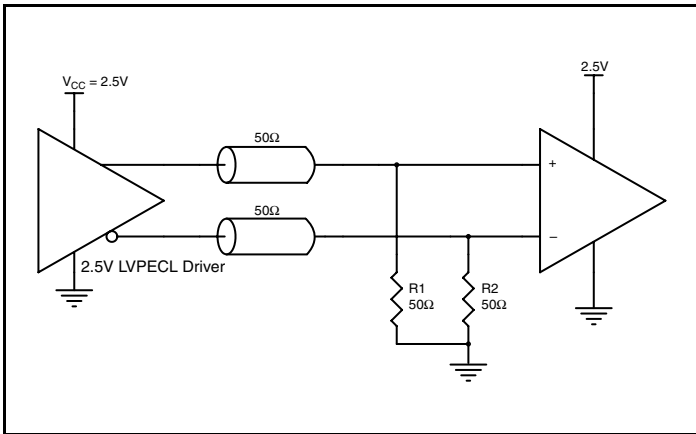 V_CC = 2.5V
2.5V
50Ω
50Ω
+
−
2.5V LVPECL Driver
R1
50Ω
R2
50Ω